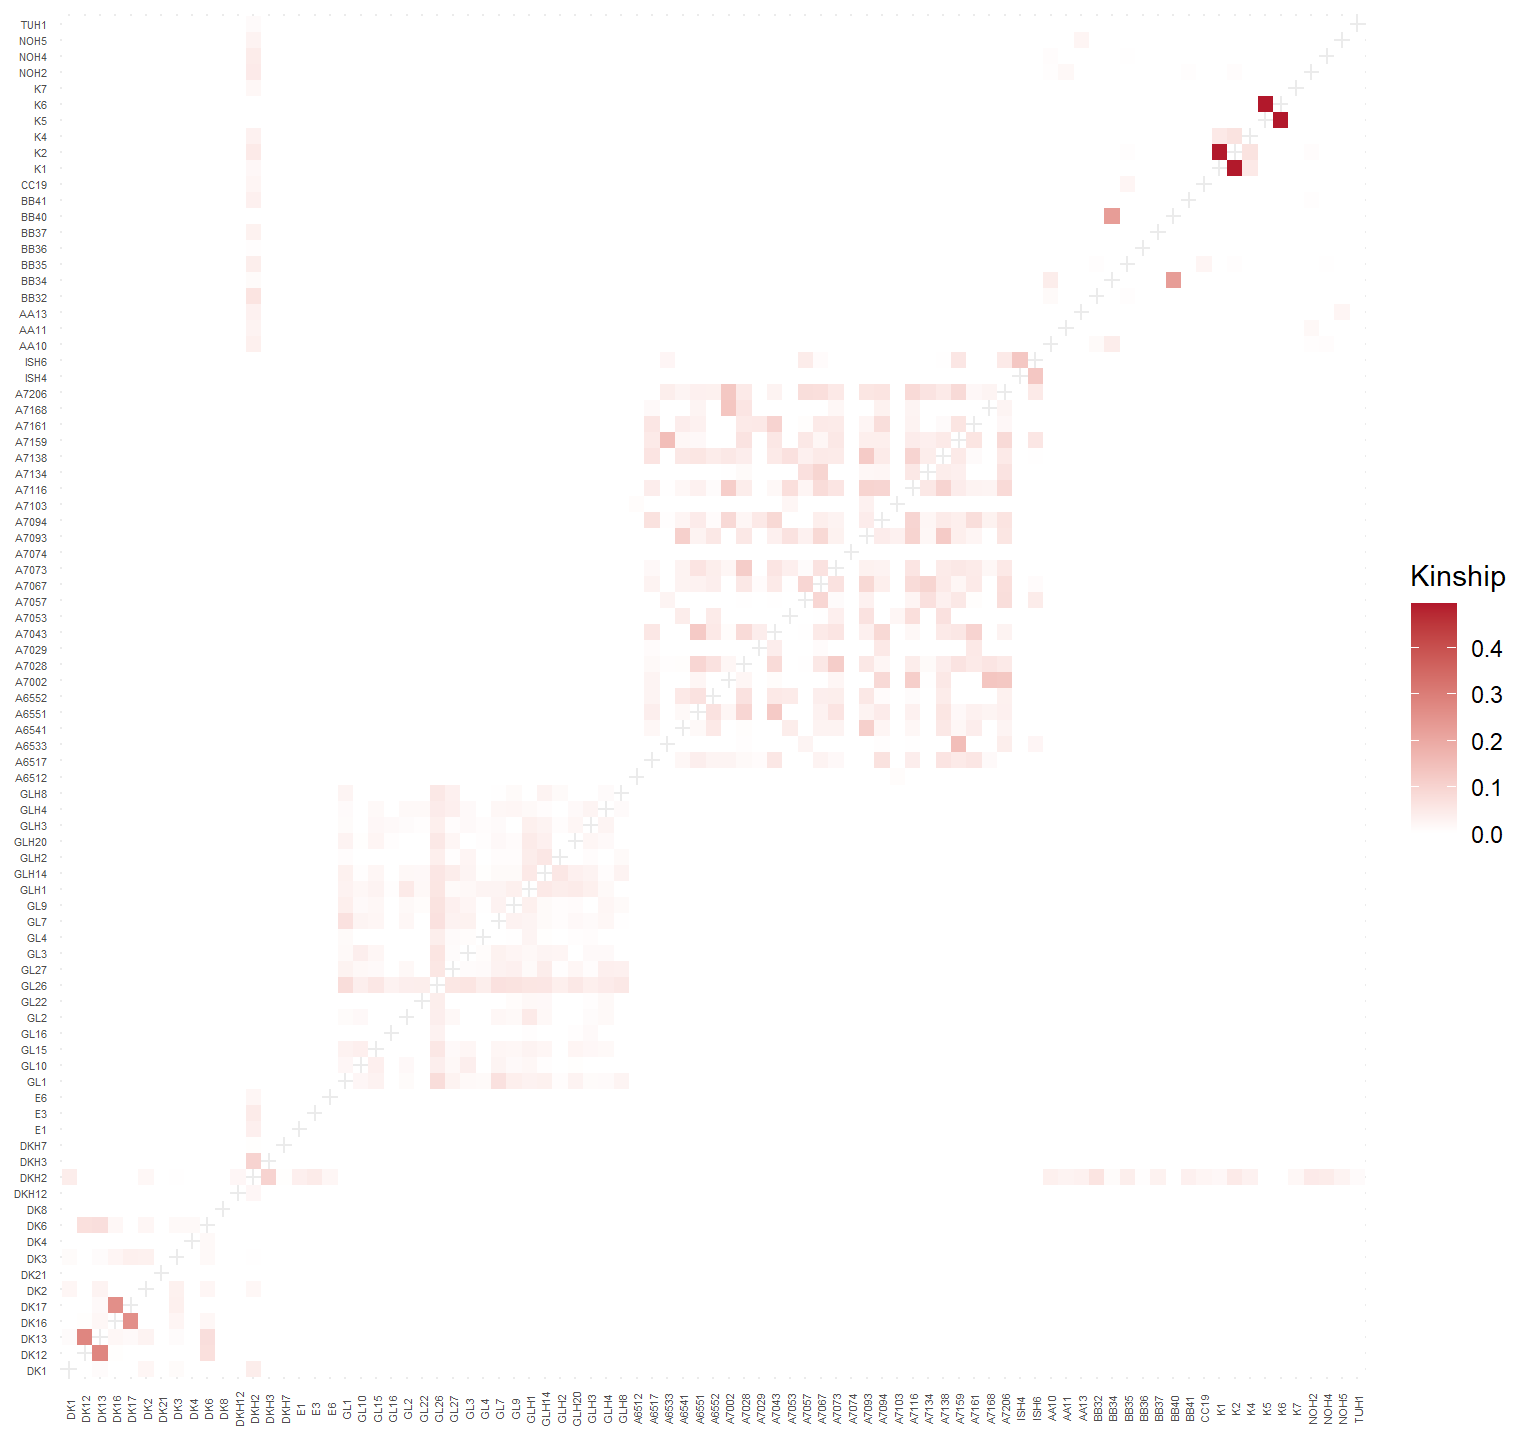 TUH1
NOH5
NOH4
NOH2
K7
K6
K5
K4
K2
K1
CC19
BB41
BB40
BB37
BB36
BB35
BB34
BB32
AA13
AA11
AA10
ISH6
ISH4
A7206
A7168
A7161
A7159
A7138
A7134
A7116
A7103
A7094
A7093
A7074
A7073
A7067
A7057
A7053
A7043
A7029
A7028
A7002
A6552
A6551
A6541
A6533
A6517
A6512
GLH8
GLH4
GLH3
GLH20
GLH2
GLH14
GLH1
GL9
GL7
GL4
GL3
GL27
GL26
GL22
GL2
GL16
GL15
GL10
GL1
E6
E3
E1
DKH7
DKH3
DKH2
DKH12
DK8
DK6
DK4
DK3
DK21
DK2
DK17
DK16
DK13
DK12
DK1
DK1 DK12 DK13 DK16 DK17 DK2 DK21 DK3 DK4 DK6 DK8 DKH12 DKH2 DKH3 DKH7 E1 E3 E6 GL1 GL10 GL15 GL16 GL2 GL22 GL26 GL27 GL3 GL4 GL7 GL9 GLH1 GLH14 GLH2 GLH20 GLH3 GLH4 GLH8 A6512 A6517 A6533 A6541 A6551 A6552 A7002 A7028 A7029 A7043 A7053 A7057 A7067 A7073 A7074 A7093 A7094 A7103 A7116 A7134 A7138 A7159 A7161 A7168 A7206 ISH4 ISH6 AA10 AA11 AA13 BB32 BB34 BB35 BB36 BB37 BB40 BB41 CC19 K1 K2 K4 K5 K6 K7 NOH2 NOH4 NOH5 TUH1
Kinship
0.4
0.3
0.2
0.1
0.0